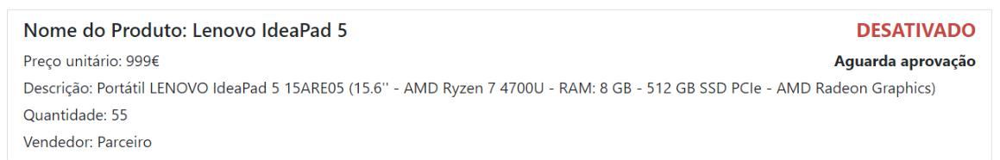 Nome do Produto: Lenovo IdeaPad 5 DESATIVADO
Preço unitário: 999€ Aguarda aprovação
Descrição: Portátil LENOVO IdeaPad 5 15ARE05 (15.6'' - AMD Ryzen 7 4700U - RAM: 8 GB - 512 GB SSD PCIe - AMD Radeon Graphics)
Quantidade: 55
Vendedor: Parceiro